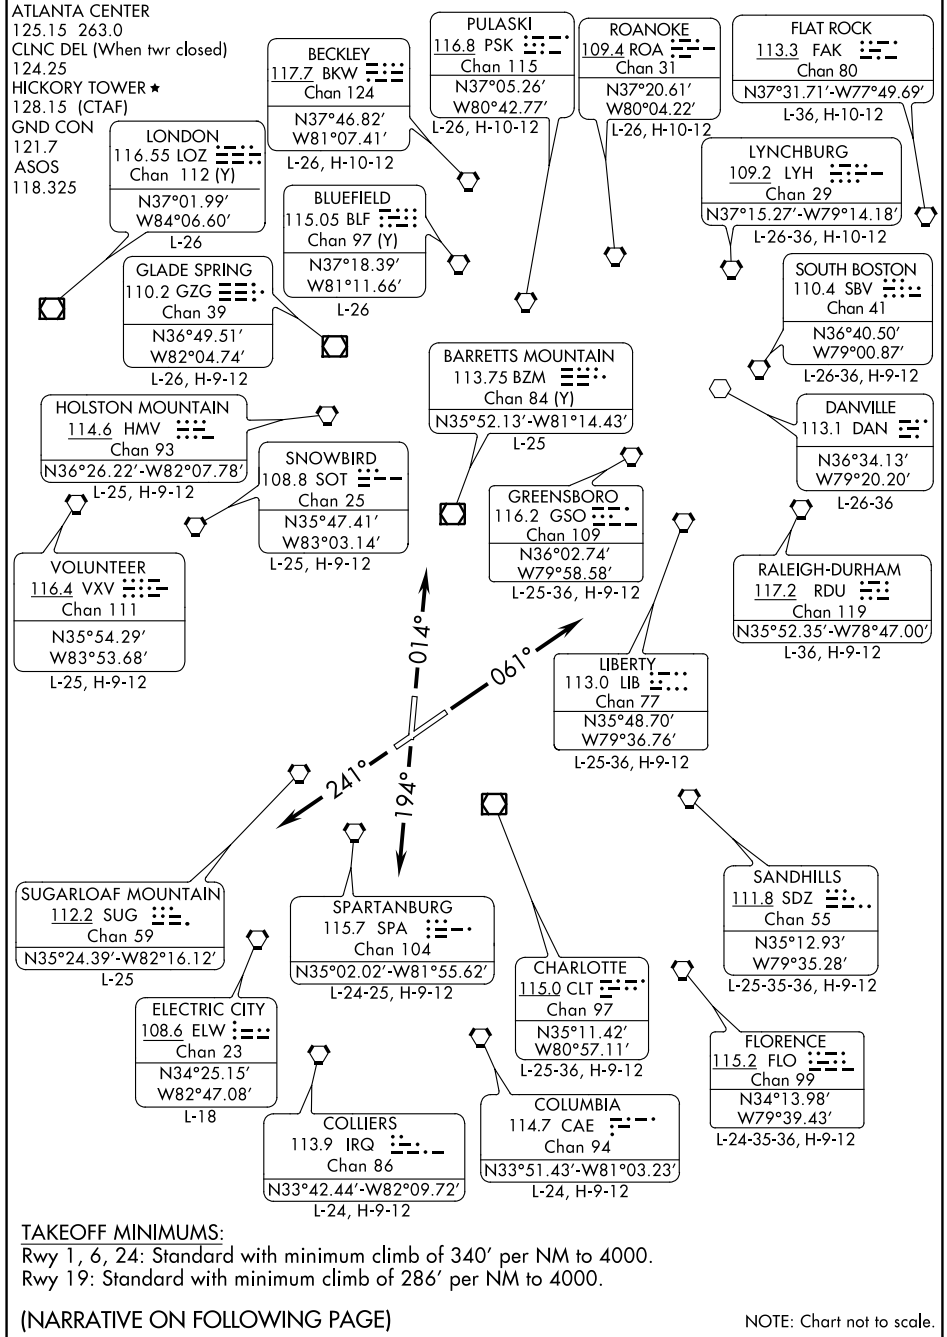 ATLANTA CENTER
125.15 263.0
CLNC DEL (When twr closed)
124.25
HICKORY TOWER ★
128.15 (CTAF)
GND CON
121.7
ASOS
118.325
BECKLEY
117.7 BKW
Chan 124
N37°46.82′
W81°07.41′
L-26, H-10-12
PULASKI
116.8 PSK
Chan 115
N37°05.26′
W80°42.77′
L-26, H-10-12
ROANOKE
109.4 ROA
Chan 31
N37°20.61′
W80°04.22′
L-26, H-10-12
FLAT ROCK
113.3 FAK
Chan 80
N37°31.71′-W77°49.69′
L-36, H-10-12
LONDON
116.55 LOZ
Chan 112 (Y)
N37°01.99′
W84°06.60′
L-26
BLUEFIELD
115.05 BLF
Chan 97 (Y)
N37°18.39′
W81°11.66′
L-26
LYNCHBURG
109.2 LYH
Chan 29
N37°15.27′-W79°14.18′
L-26-36, H-10-12
GLADE SPRING
110.2 GZG
Chan 39
N36°49.51′
W82°04.74′
L-26, H-9-12
SOUTH BOSTON
110.4 SBV
Chan 41
N36°40.50′
W79°00.87′
L-26-36, H-9-12
BARRETTS MOUNTAIN
113.75 BZM
Chan 84 (Y)
N35°52.13′-W81°14.43′
L-25
HOLSTON MOUNTAIN
114.6 HMV
Chan 93
N36°26.22′-W82°07.78′
L-25, H-9-12
DANVILLE
113.1 DAN
N36°34.13′
W79°20.20′
L-26-36
SNOWBIRD
108.8 SOT
Chan 25
N35°47.41′
W83°03.14′
L-25, H-9-12
GREENSBORO
116.2 GSO
Chan 109
N36°02.74′
W79°58.58′
L-25-36, H-9-12
VOLUNTEER
116.4 VXV
Chan 111
N35°54.29′
W83°53.68′
L-25, H-9-12
RALEIGH-DURHAM
117.2 RDU
Chan 119
N35°52.35′-W78°47.00′
L-36, H-9-12
014°
061°
241°
194°
LIBERTY
113.0 LIB
Chan 77
N35°48.70′
W79°36.76′
L-25-36, H-9-12
SUGARLOAF MOUNTAIN
112.2 SUG
Chan 59
N35°24.39′-W82°16.12′
L-25
SPARTANBURG
115.7 SPA
Chan 104
N35°02.02′-W81°55.62′
L-24-25, H-9-12
SANDHILLS
111.8 SDZ
Chan 55
N35°12.93′
W79°35.28′
L-25-35-36, H-9-12
CHARLOTTE
115.0 CLT
Chan 97
N35°11.42′
W80°57.11′
L-25-36, H-9-12
ELECTRIC CITY
108.6 ELW
Chan 23
N34°25.15′
W82°47.08′
L-18
FLORENCE
115.2 FLO
Chan 99
N34°13.98′
W79°39.43′
L-24-35-36, H-9-12
COLLIERS
113.9 IRQ
Chan 86
N33°42.44′-W82°09.72′
L-24, H-9-12
COLUMBIA
114.7 CAE
Chan 94
N33°51.43′-W81°03.23′
L-24, H-9-12
TAKEOFF MINIMUMS:
Rwy 1, 6, 24: Standard with minimum climb of 340′ per NM to 4000.
Rwy 19: Standard with minimum climb of 286′ per NM to 4000.
(NARRATIVE ON FOLLOWING PAGE)
NOTE: Chart not to scale.